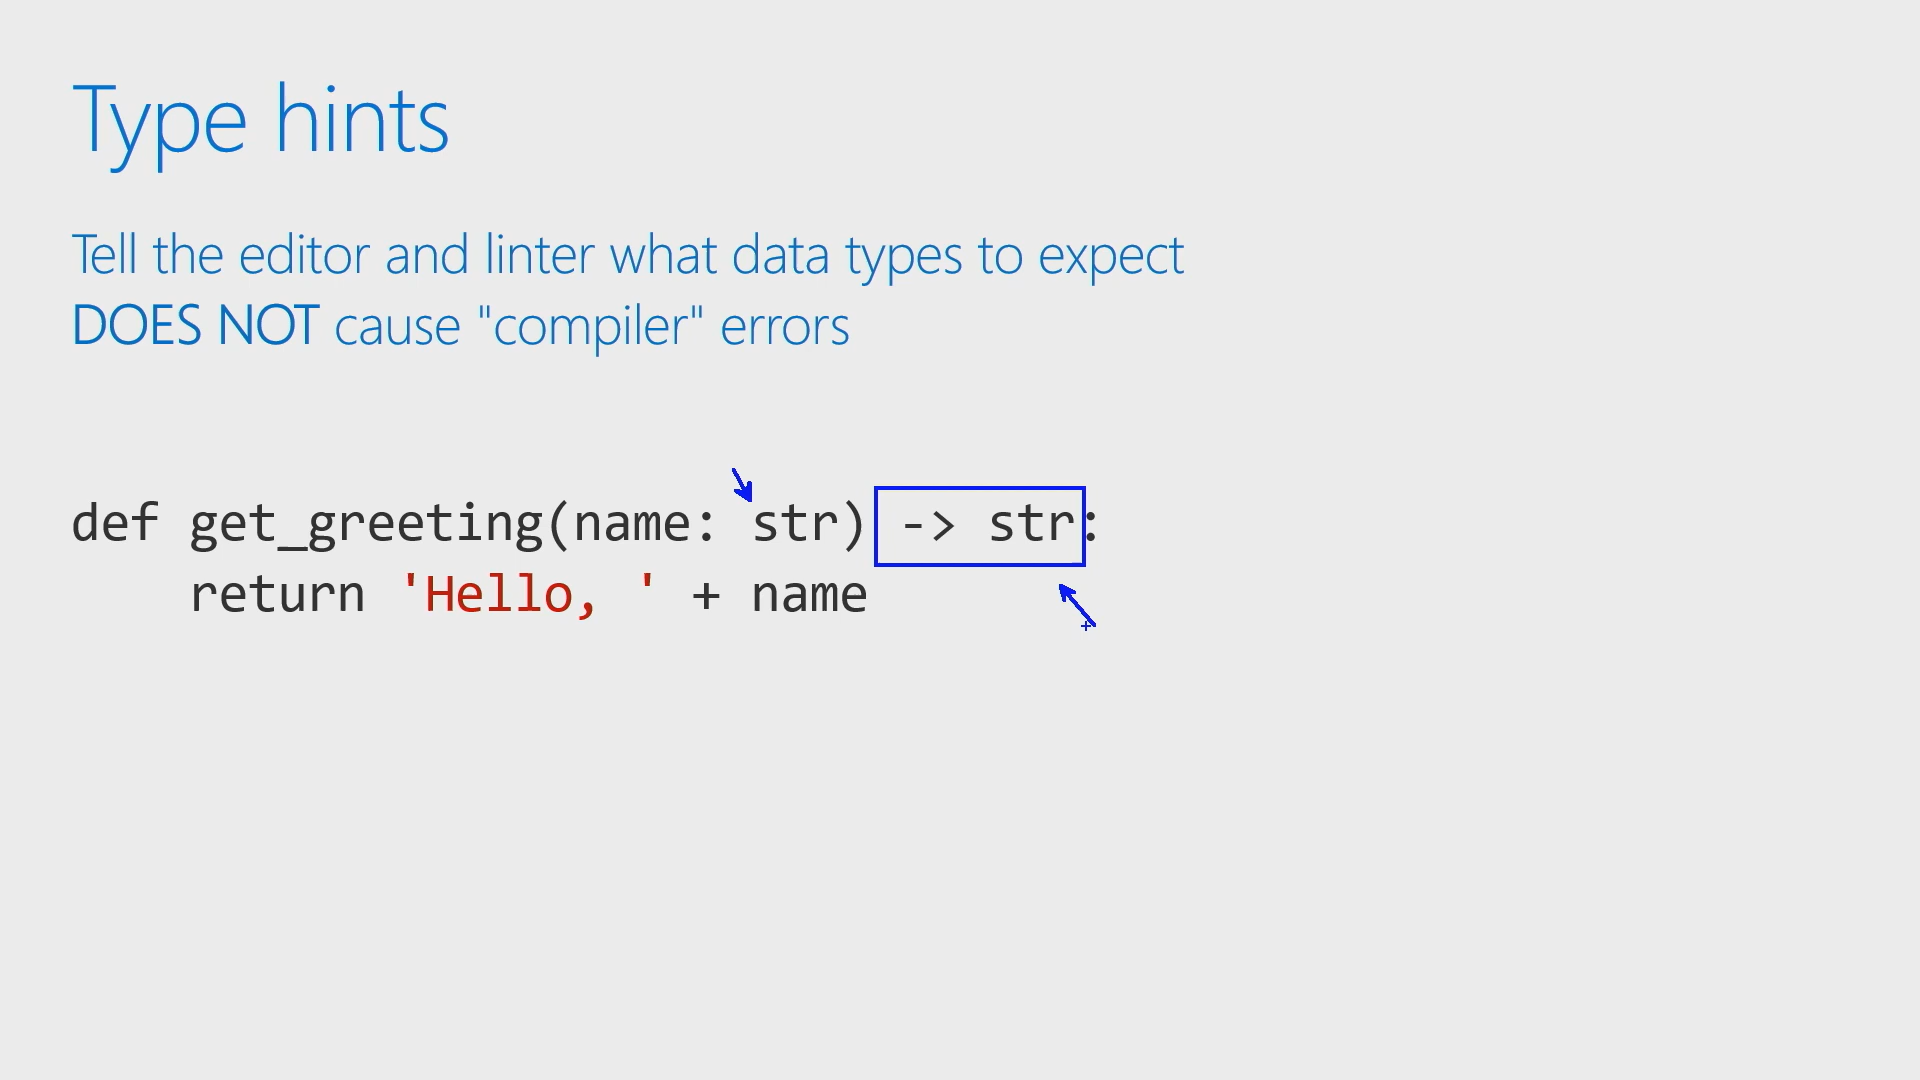 Type hints
Tell the editor and linter what data types to expect
DOES NOT cause "compiler" errors
def get_greeting(name: str) -> str:
    return 'Hello, ' + name